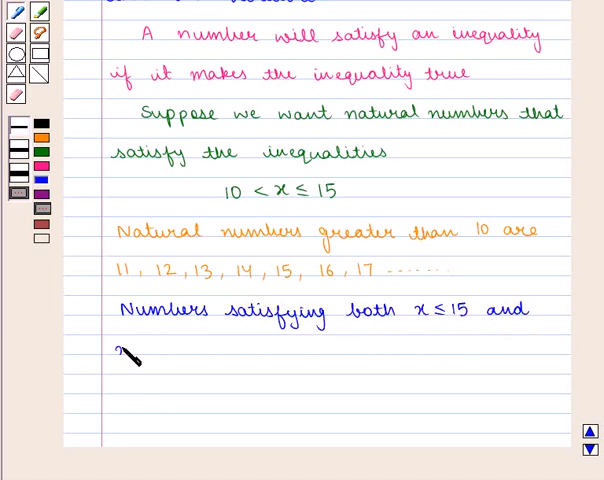 A number will satisfy an inequality
if it makes the inequality true
Suppose we want natural numbers that
satisfy the inequalities
10 < x ≤ 15
Natural numbers greater than 10 are
11, 12, 13, 14, 15, 16, 17 .......
Numbers satisfying both x ≤ 15 and